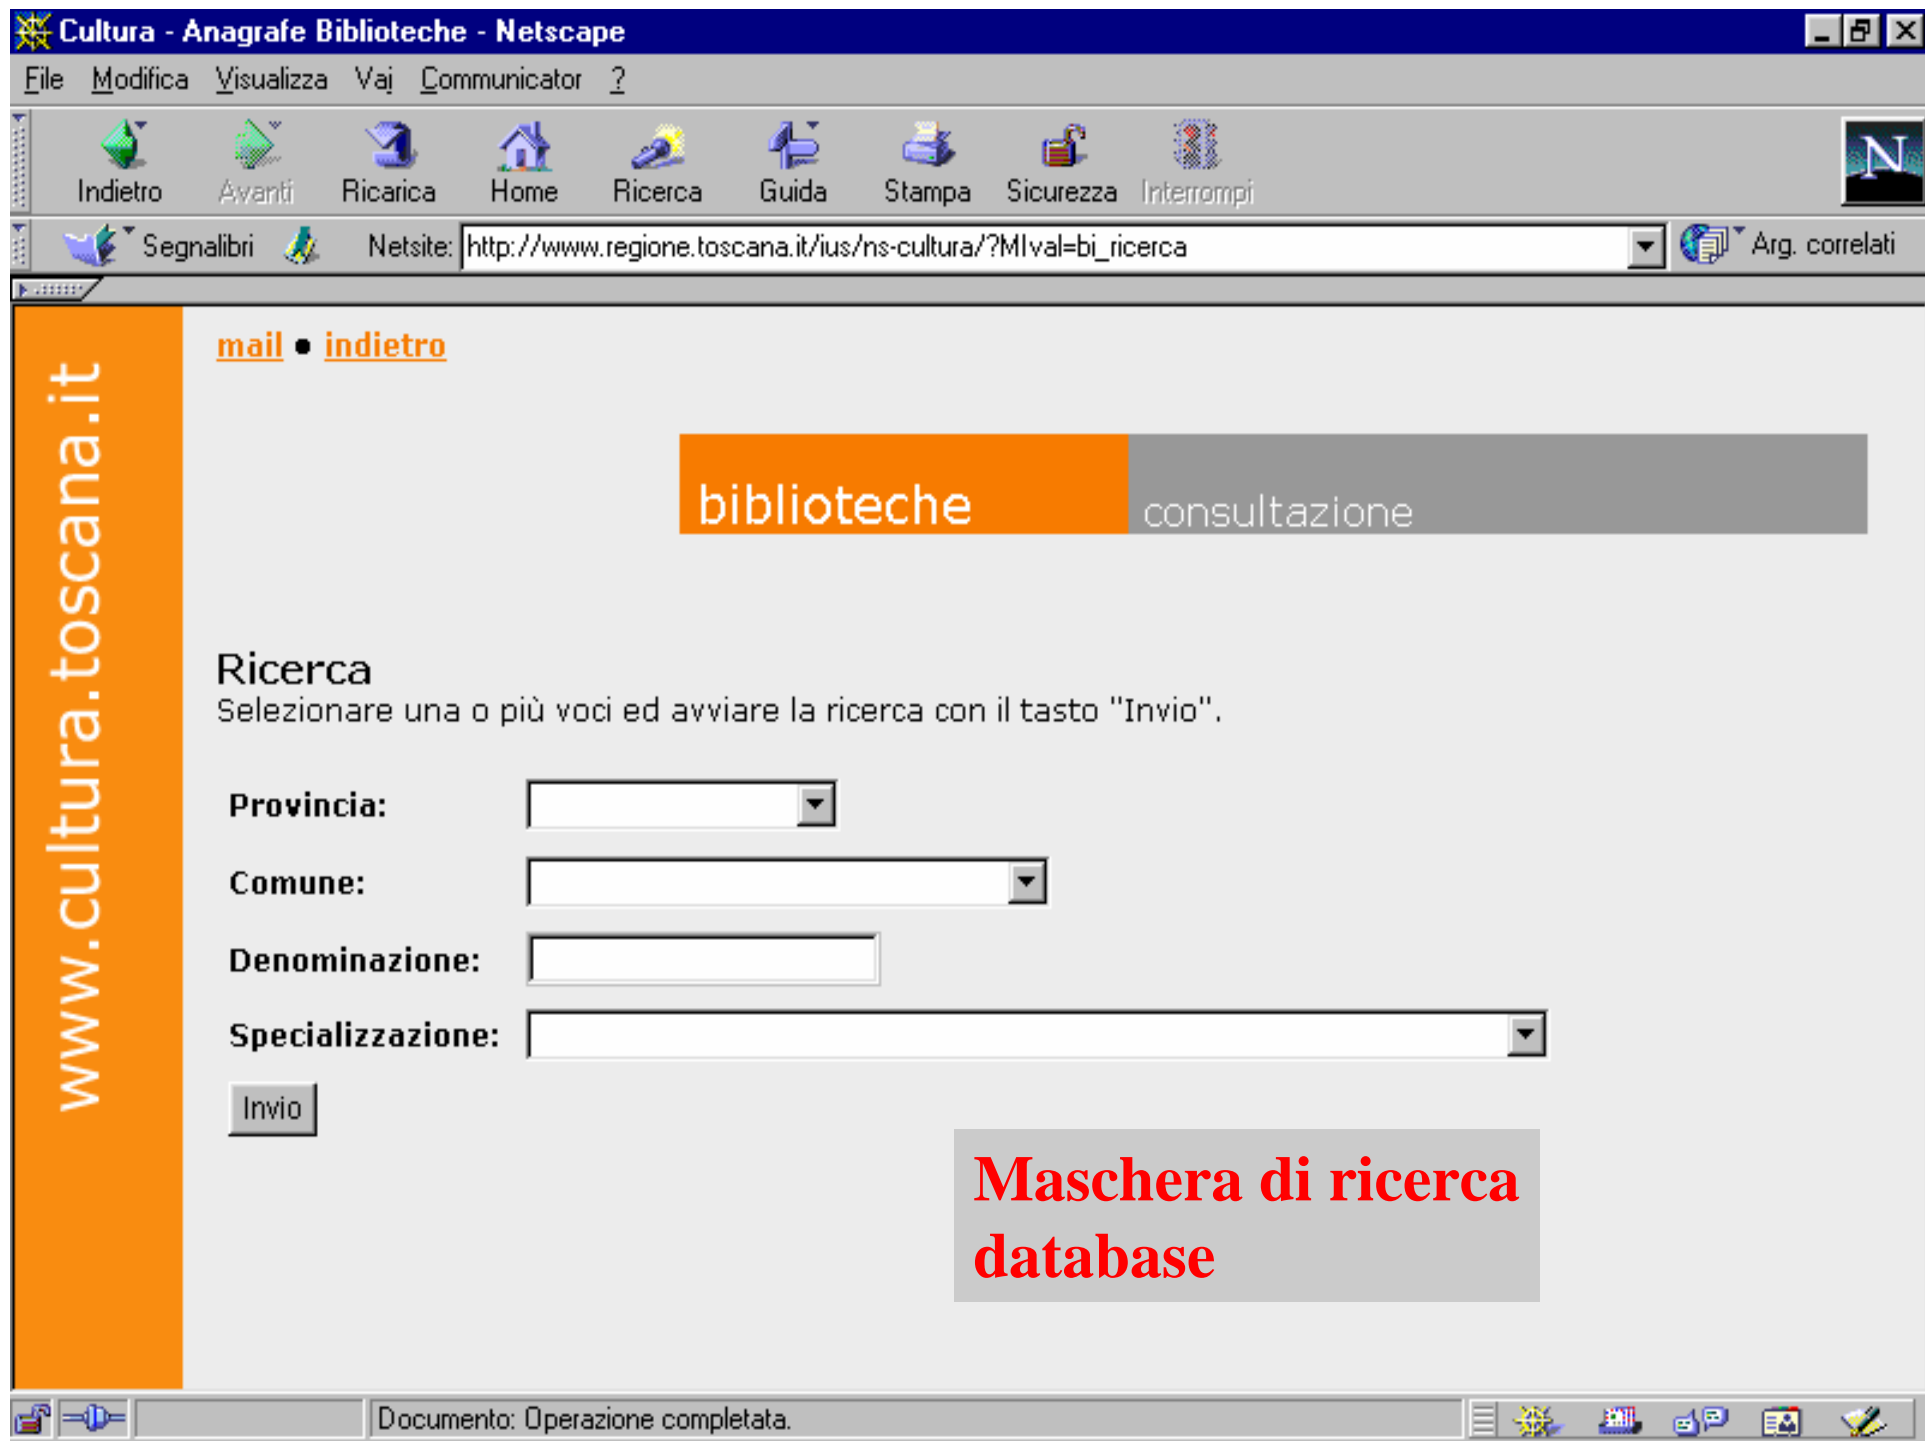 Cultura - Anagrafe Biblioteche - Netscape
File Modifica Visualizza Vai Communicator ?
Indietro Avanti Ricarica Home Ricerca Guida Stampa Sicurezza Interrompi
N
Segnalibri Netsite: http://www.regione.toscana.it/ius/ns-cultura/?MIval=bi_ricerca Arg. correlati
www.cultura.toscana.it
mail ● indietro
biblioteche consultazione
Ricerca
Selezionare una o più voci ed avviare la ricerca con il tasto "Invio".
Provincia:
Comune:
Denominazione:
Specializzazione:
Invio
Maschera di ricerca
database
Documento: Operazione completata.